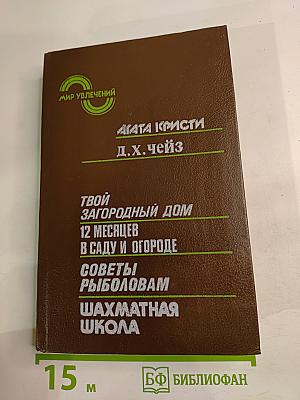 МИР УВЛЕЧЕНИЙ
АГАТА КРИСТИ
Д.Х.ЧЕЙЗ
ТВОЙ
ЗАГОРОДНЫЙ ДОМ
12 МЕСЯЦЕВ
В САДУ И ОГОРОДЕ
СОВЕТЫ
РЫБОЛОВАМ
ШАХМАТНАЯ
ШКОЛА
15 м
БФ БИБЛИОФАН